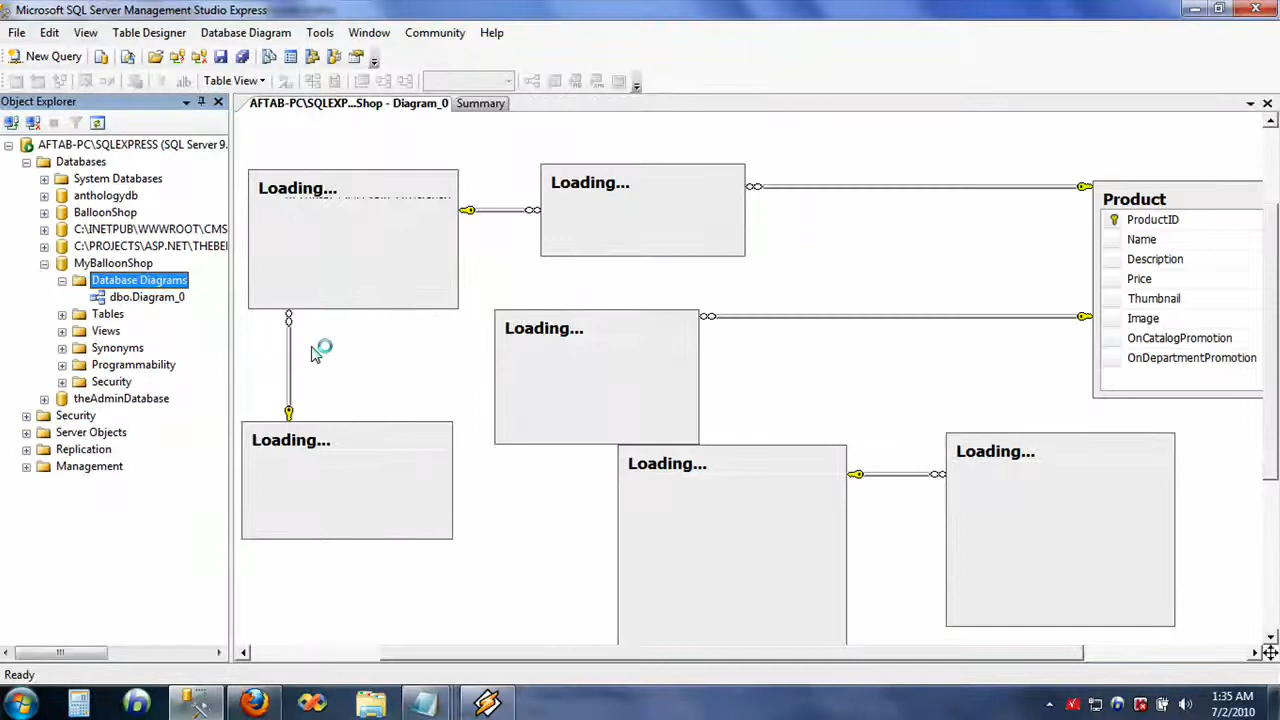 Microsoft SQL Server Management Studio Express
File Edit View Table Designer Database Diagram Tools Window Community Help
New Query
Table View
Object Explorer
AFTAB-PC\SQLEXP...Shop - Diagram_0 Summary
AFTAB-PC\SQLEXPRESS (SQL Server 9.
Databases
System Databases
anthologydb
BalloonShop
C:\INETPUB\WWWROOT\CMS
C:\PROJECTS\ASP.NET\THEBE
MyBalloonShop
Database Diagrams
dbo.Diagram_0
Tables
Views
Synonyms
Programmability
Security
theAdminDatabase
Security
Server Objects
Replication
Management
Loading...
Loading...
Product
ProductID
Name
Description
Price
Thumbnail
Image
OnCatalogPromotion
OnDepartmentPromotion
Loading...
Loading...
Loading...
Loading...
Ready
1:35 AM
7/2/2010